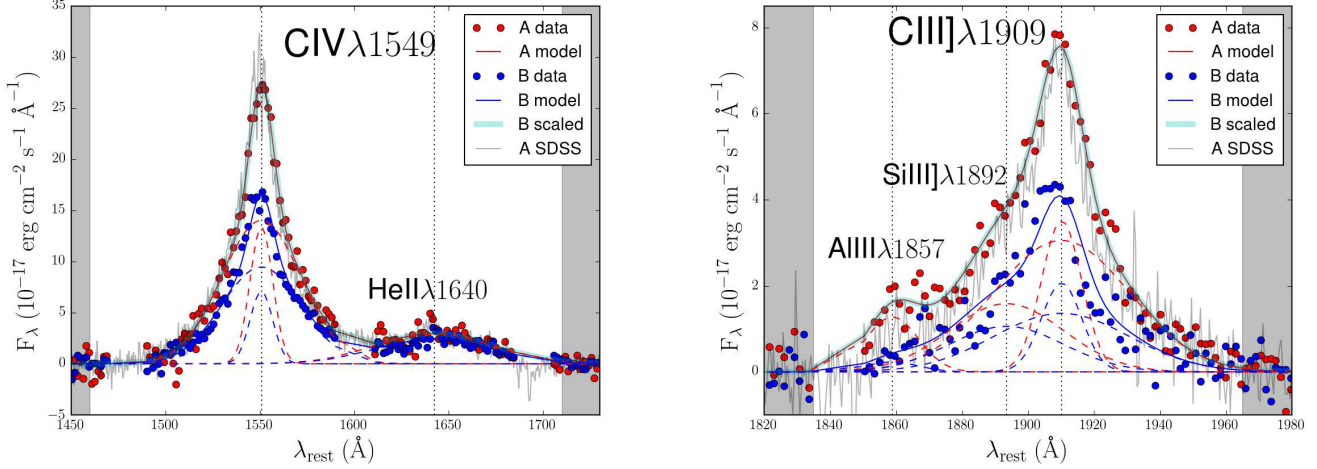 CIVλ1549
HeIIλ1640
A data
A model
B data
B model
B scaled
A SDSS
35
30
25
20
15
10
5
0
−5
1450
1500
1550
1600
1650
1700
F_λ (10⁻¹⁷ erg cm⁻² s⁻¹ Å⁻¹)
λ_rest (Å)
CIII]λ1909
SiIII]λ1892
AlIIIλ1857
A data
A model
B data
B model
B scaled
A SDSS
8
6
4
2
0
1820
1840
1860
1880
1900
1920
1940
1960
1980
F_λ (10⁻¹⁷ erg cm⁻² s⁻¹ Å⁻¹)
λ_rest (Å)